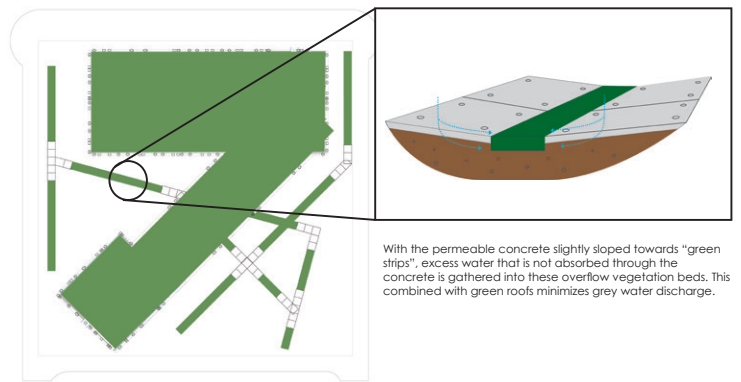 With the permeable concrete slightly sloped towards “green
strips”, excess water that is not absorbed through the
concrete is gathered into these overflow vegetation beds. This
combined with green roofs minimizes grey water discharge.